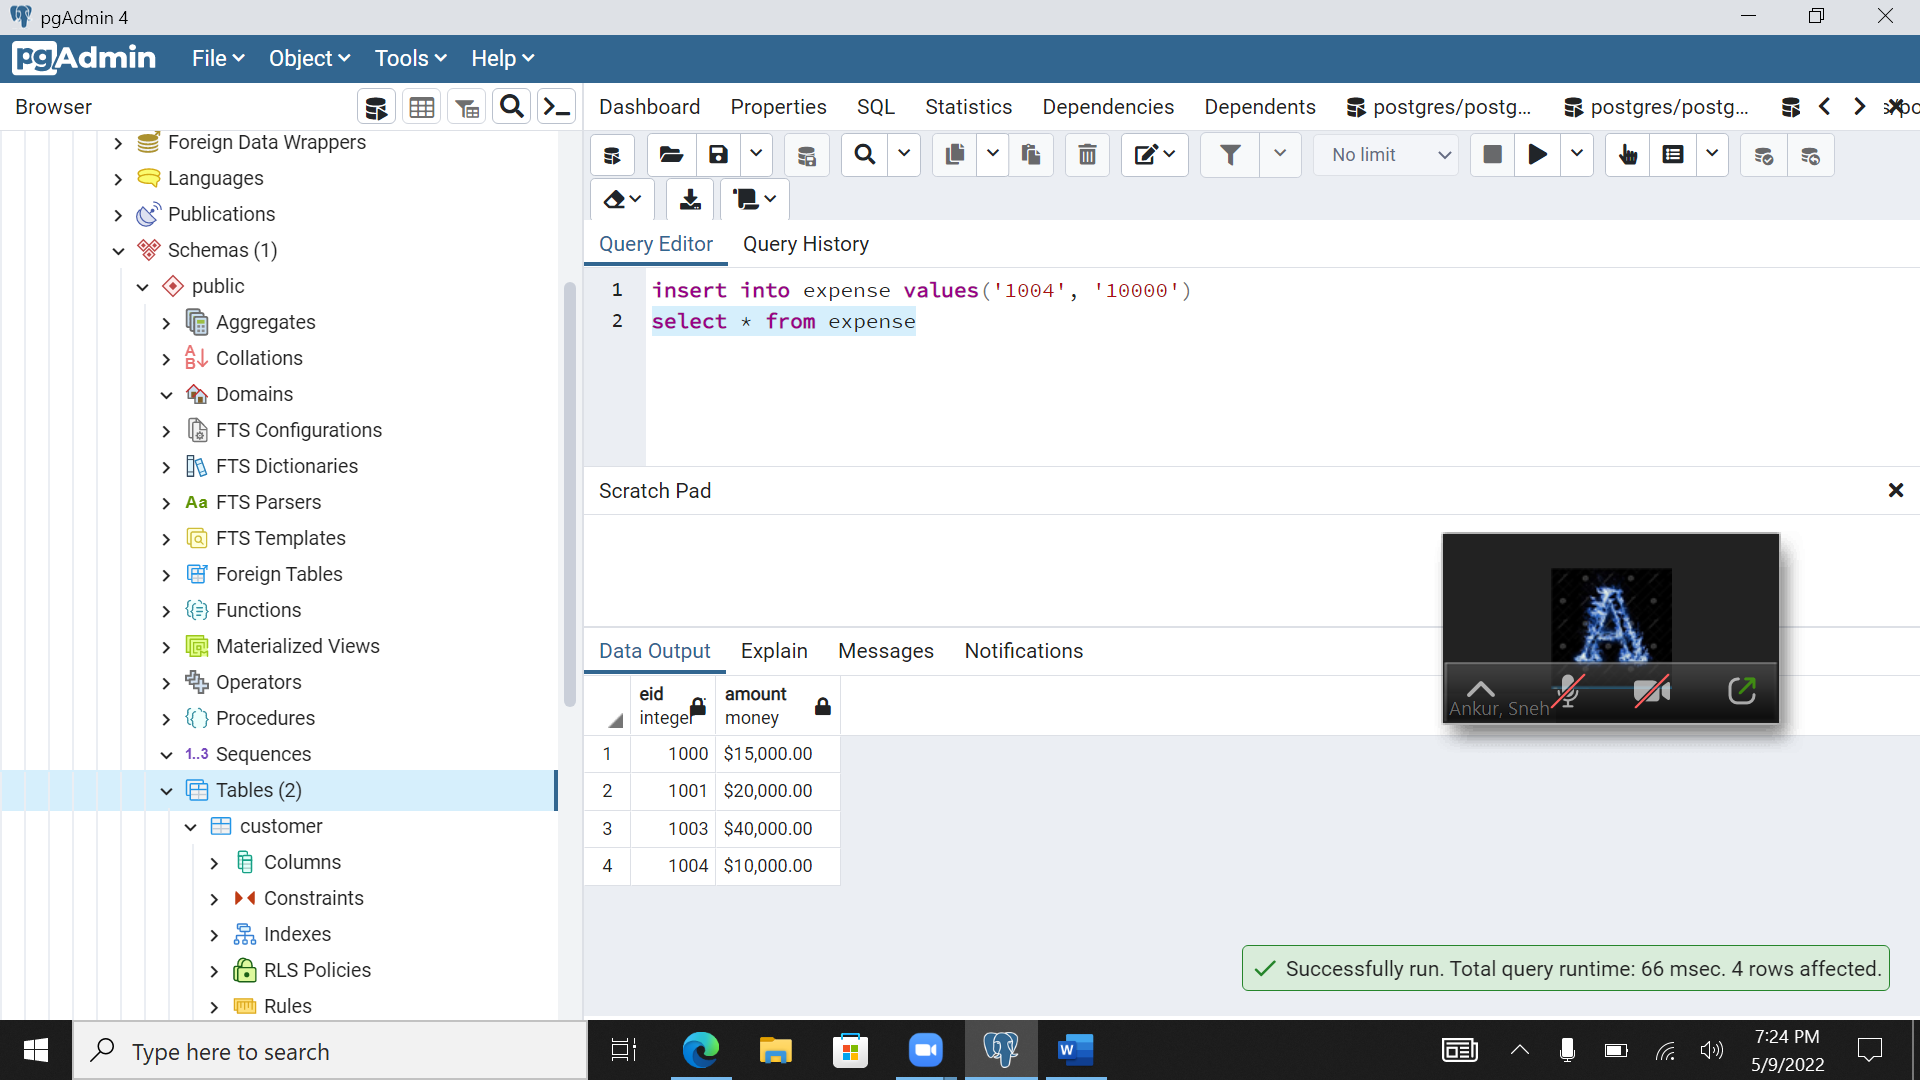 pgAdmin 4
pgAdmin File Object Tools Help
Browser
Dashboard Properties SQL Statistics Dependencies Dependents postgres/postg... postgres/postg...
No limit
Foreign Data Wrappers
Languages
Publications
Schemas (1)
public
Aggregates
Collations
Domains
FTS Configurations
FTS Dictionaries
Aa FTS Parsers
FTS Templates
Foreign Tables
Functions
Materialized Views
Operators
Procedures
1..3 Sequences
Tables (2)
customer
Columns
Constraints
Indexes
RLS Policies
Rules
Query Editor Query History
1 insert into expense values('1004', '10000')
2 select * from expense
Scratch Pad
Ankur, Sneh
Data Output Explain Messages Notifications
eid integer amount money
1 1000 $15,000.00
2 1001 $20,000.00
3 1003 $40,000.00
4 1004 $10,000.00
Successfully run. Total query runtime: 66 msec. 4 rows affected.
Type here to search
7:24 PM
5/9/2022